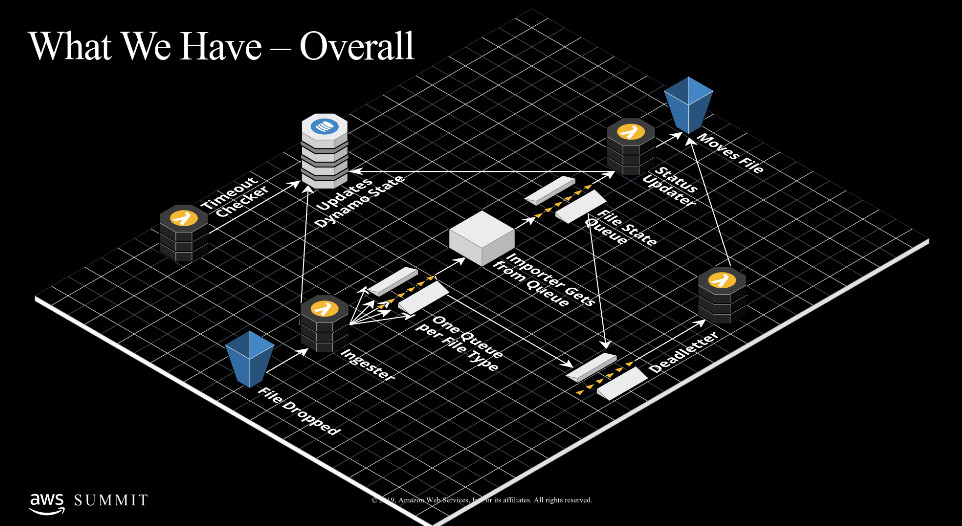 What We Have – Overall
Moves File
Status
Updater
Timeout
Checker
Updates
Dynamo State
File State
Queue
Importer Gets
from Queue
One Queue
per File Type
Deadletter
Ingester
File Dropped
aws SUMMIT
© 2019, Amazon Web Services, Inc. or its affiliates. All rights reserved.